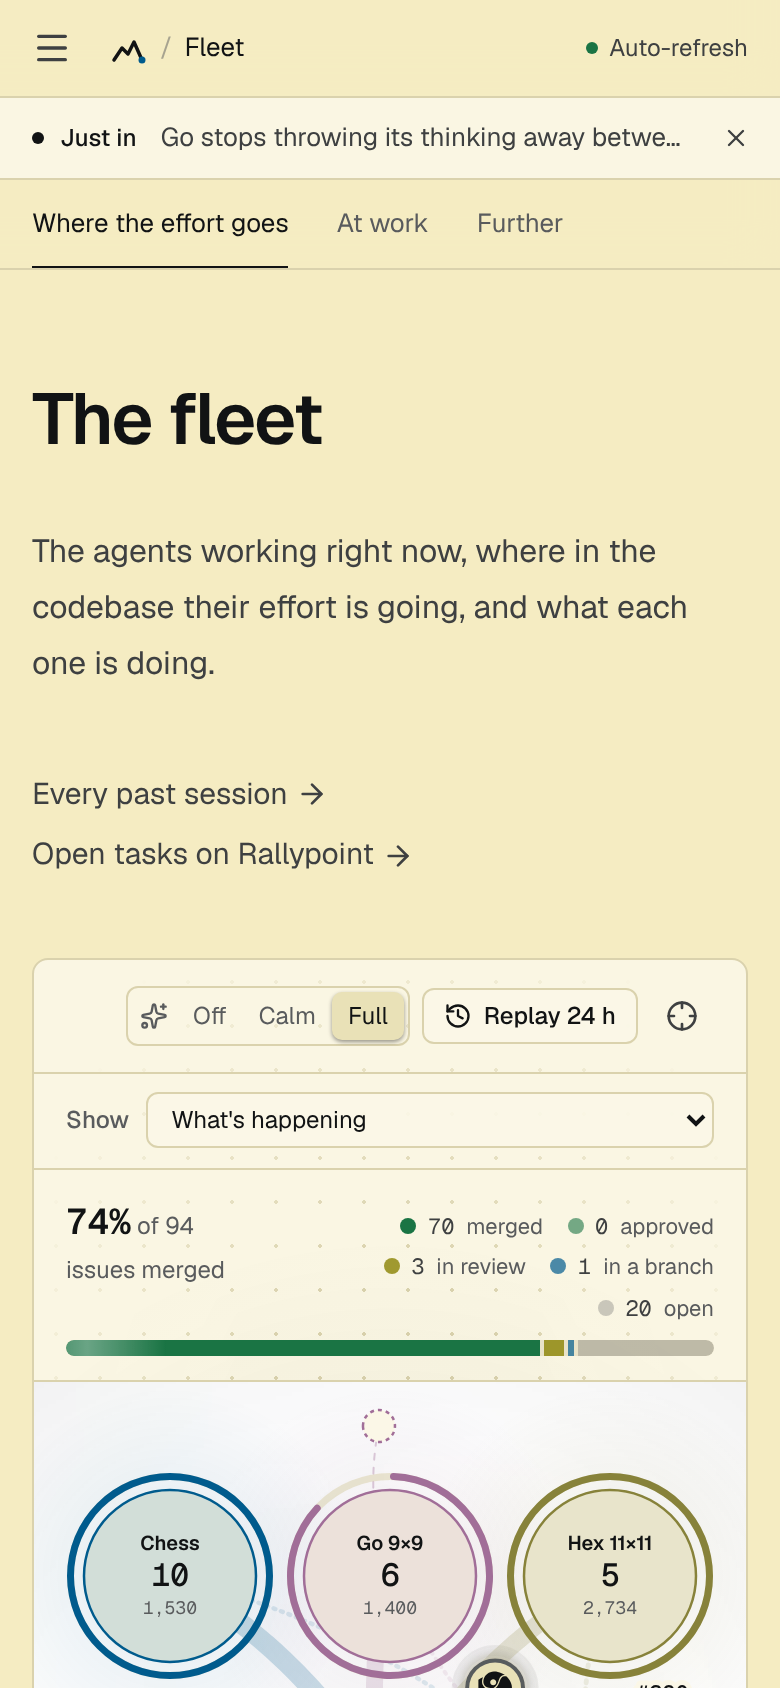 / Fleet
Auto-refresh
Just in Go stops throwing its thinking away betwe…
Where the effort goes At work Further
The fleet
The agents working right now, where in the
codebase their effort is going, and what each
one is doing.
Every past session →
Open tasks on Rallypoint →
Off Calm Full Replay 24 h
Show What's happening
74% of 94
issues merged
70 merged 0 approved
3 in review 1 in a branch
20 open
Chess
10
1,530
Go 9×9
6
1,400
Hex 11×11
5
2,734